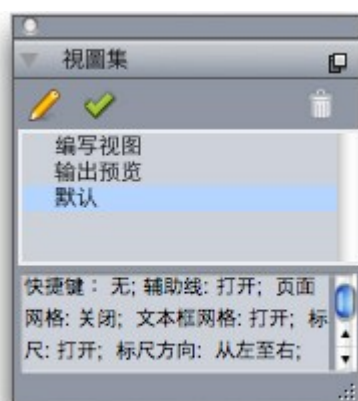 視圖集
编写视图
输出预览
默认
快捷键： 无; 辅助线: 打开; 页面
网格: 关闭; 文本框网格: 打开; 标
尺: 打开; 标尺方向: 从左至右;